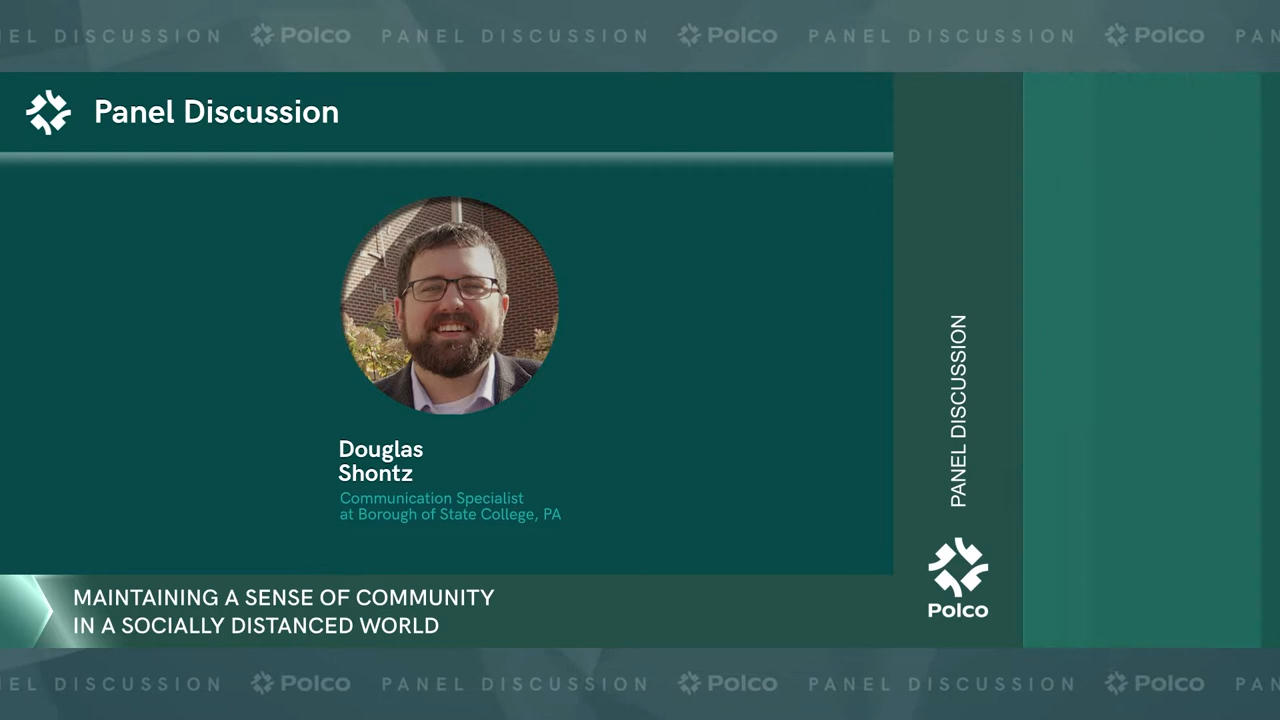 EL DISCUSSION Polco PANEL DISCUSSION Polco PANEL DISCUSSION Polco PAN
Panel Discussion
Douglas
Shontz
Communication Specialist
at Borough of State College, PA
MAINTAINING A SENSE OF COMMUNITY
IN A SOCIALLY DISTANCED WORLD
PANEL DISCUSSION
Polco
EL DISCUSSION Polco PANEL DISCUSSION Polco PANEL DISCUSSION Polco PAN